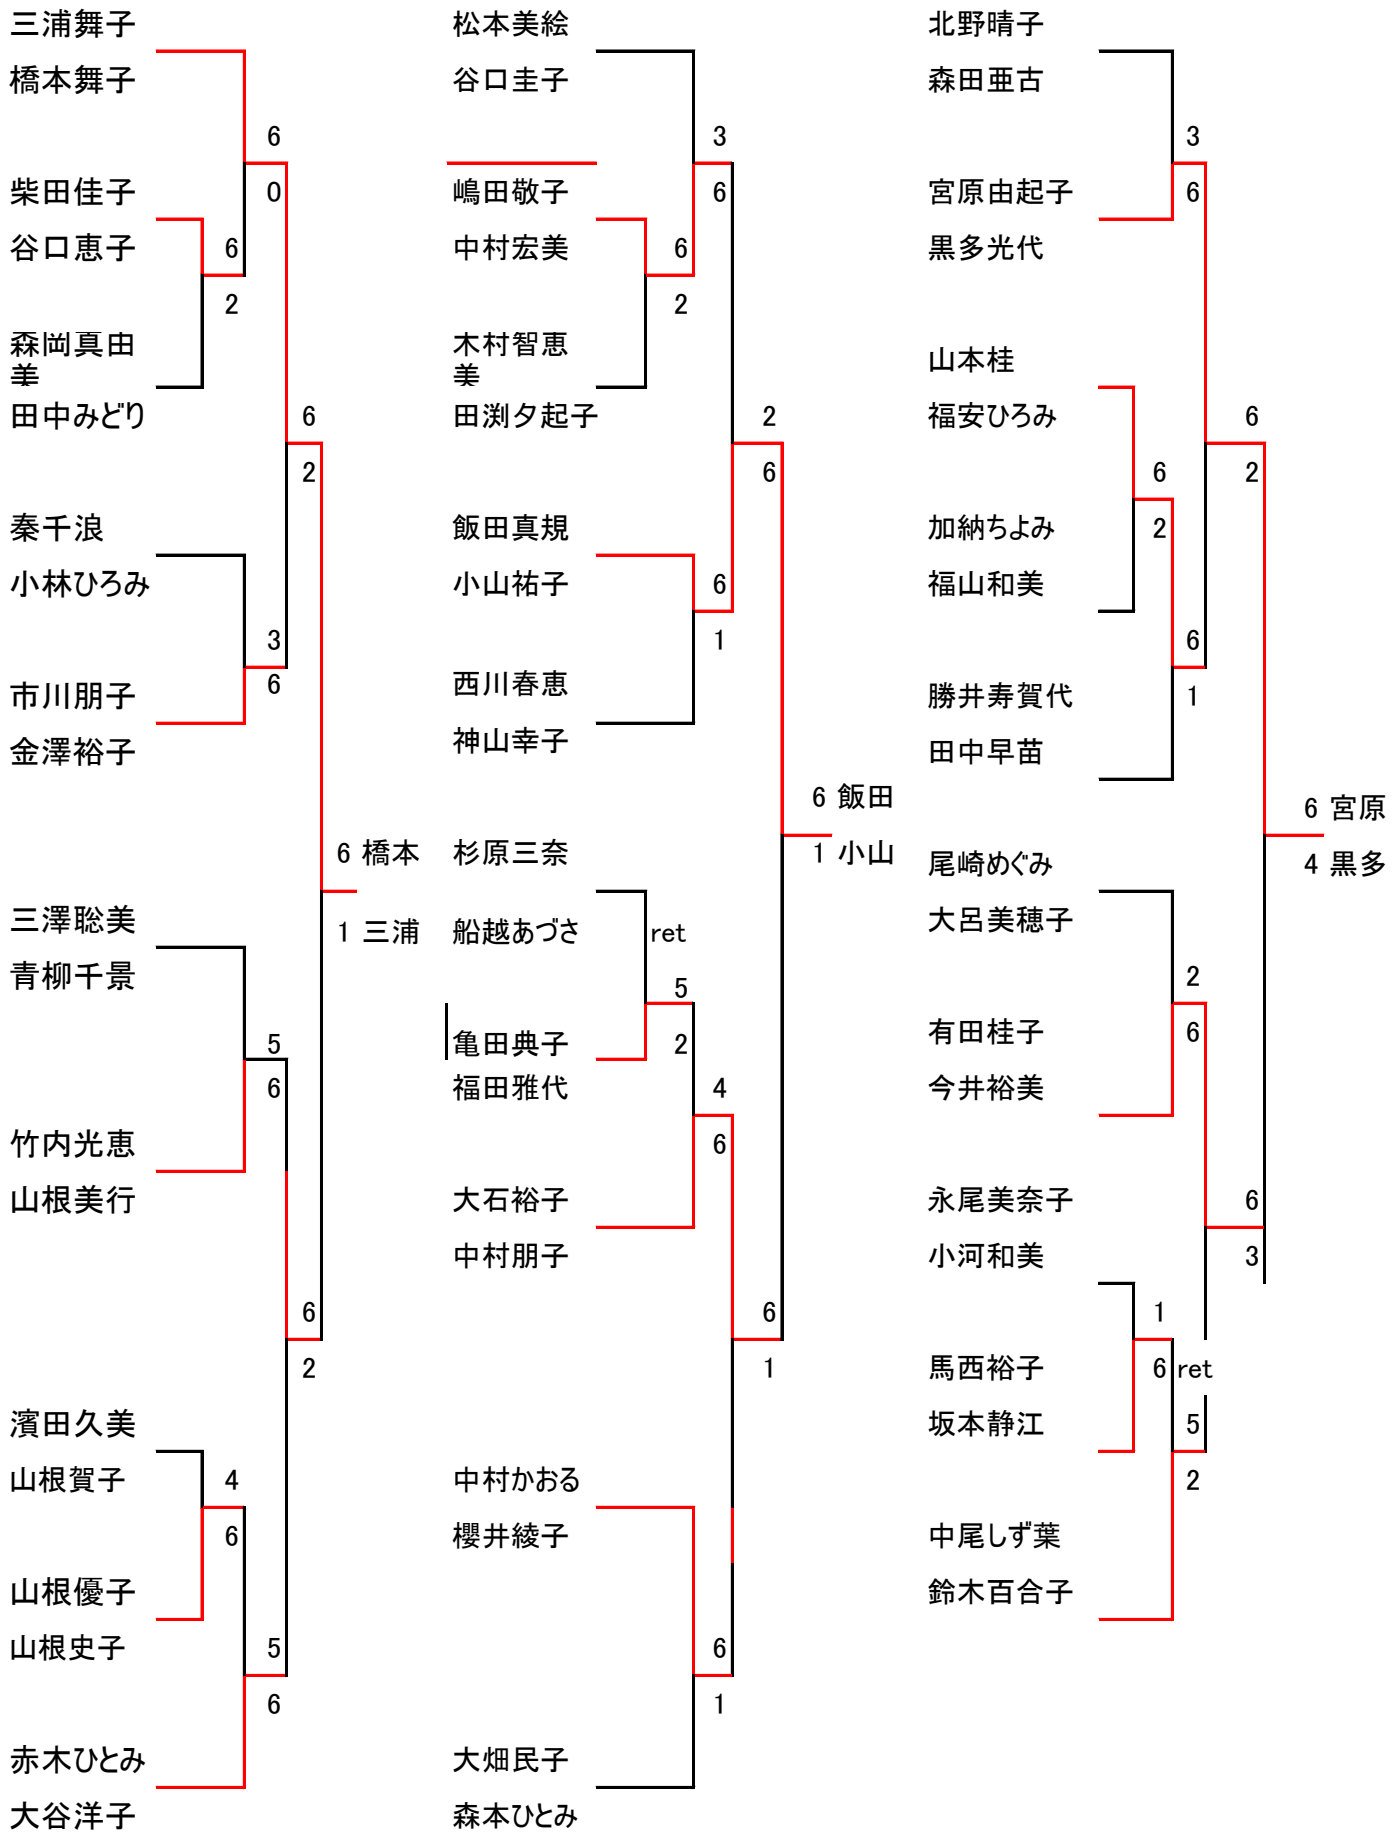 三浦舞子
橋本舞子
6
0
柴田佳子
谷口恵子
6
2
森岡真由
美
田中みどり
6
2
秦千浪
小林ひろみ
3
6
市川朋子
金澤裕子
6 橋本
1 三浦
三澤聡美
青柳千景
5
6
竹内光恵
山根美行
6
2
濱田久美
山根賀子
4
6
山根優子
山根史子
5
6
赤木ひとみ
大谷洋子
松本美絵
谷口圭子
3
6
嶋田敬子
中村宏美
6
2
木村智恵
美
田渕夕起子
2
6
飯田真規
小山祐子
6
1
西川春恵
神山幸子
6 飯田
1 小山
杉原三奈
船越あづさ
ret
5
2
亀田典子
福田雅代
4
6
大石裕子
中村朋子
6
1
中村かおる
櫻井綾子
6
1
大畑民子
森本ひとみ
北野晴子
森田亜古
3
6
宮原由起子
黒多光代
山本桂
福安ひろみ
6
2
6
2
加納ちよみ
福山和美
6
1
勝井寿賀代
田中早苗
6 宮原
4 黒多
尾崎めぐみ
大呂美穂子
2
6
有田桂子
今井裕美
永尾美奈子
小河和美
6
3
1
6
ret
馬西裕子
坂本静江
5
2
中尾しず葉
鈴木百合子